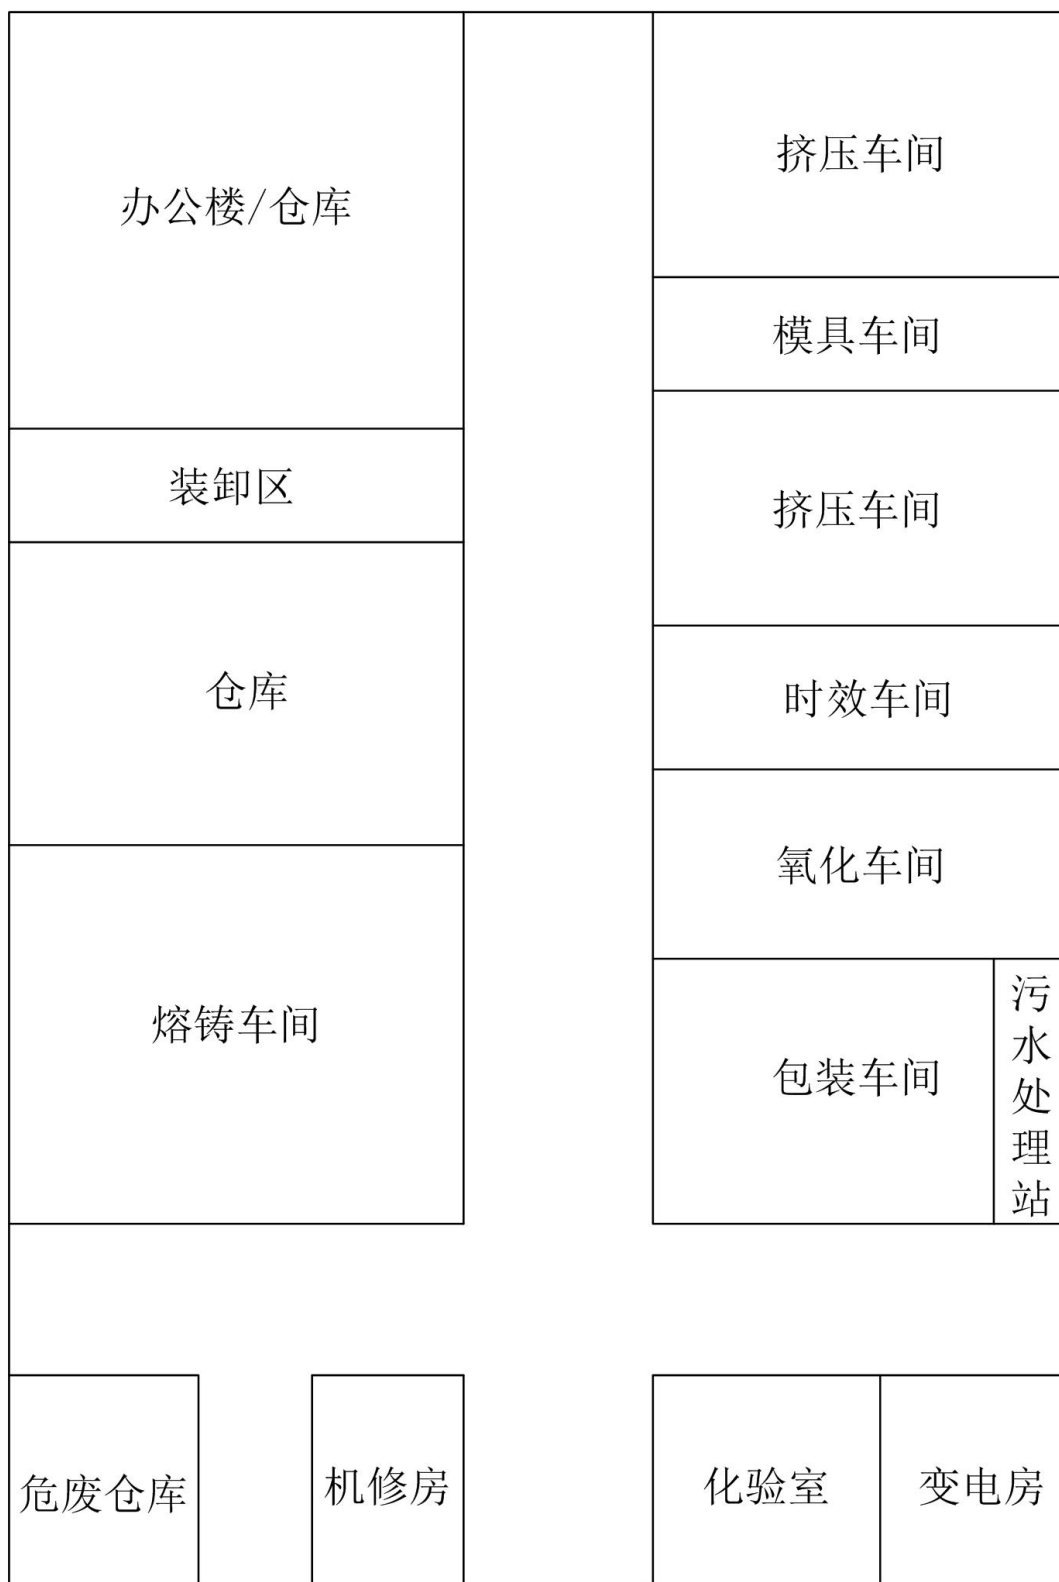 办公楼/仓库
装卸区
仓库
熔铸车间
挤压车间
模具车间
挤压车间
时效车间
氧化车间
包装车间
污水处理站
危废仓库
机修房
化验室
变电房